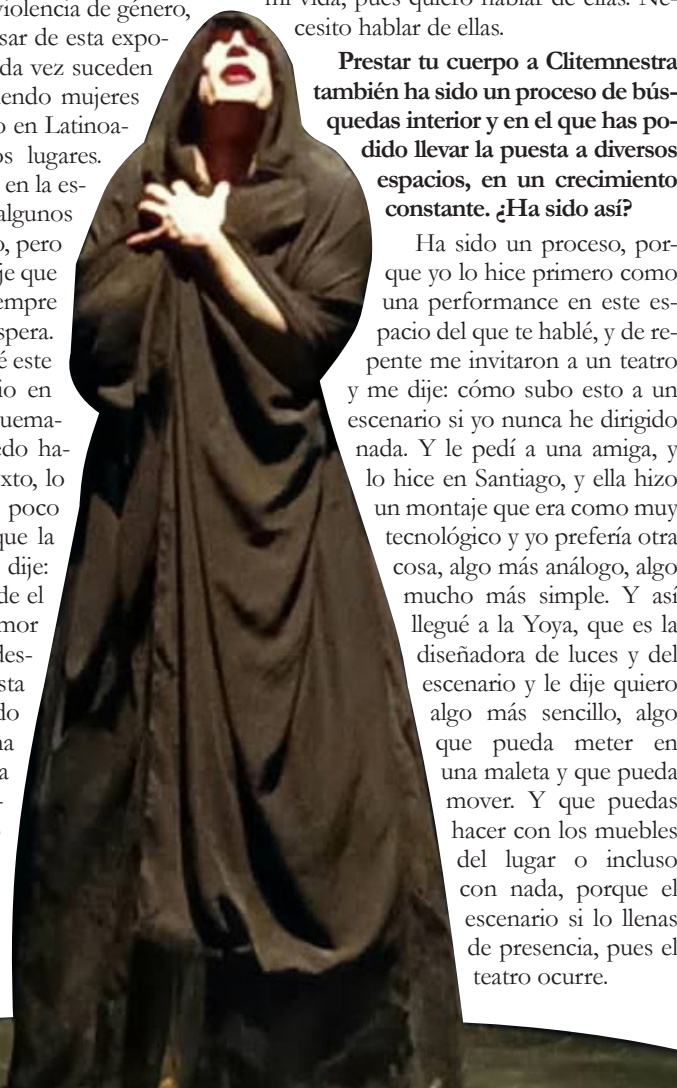 violencia de género,
sar de esta expo-
da vez suceden
endo mujeres
o en Latinoa-
os lugares.
en la es-
algunos
o, pero
je que
empre
spera.
é este
io en
uema-
edo ha-
xto, lo
poco
que la
dije:
de el
mor
des-
sta
do
na
a
-
mi vida, pues quiero hablar de ellas. Ne-
cesito hablar de ellas.
Prestar tu cuerpo a Clitemnestra
también ha sido un proceso de bús-
quedas interior y en el que has po-
dido llevar la puesta a diversos
espacios, en un crecimiento
constante. ¿Ha sido así?
Ha sido un proceso, por-
que yo lo hice primero como
una performance en este es-
pacio del que te hablé, y de re-
pente me invitaron a un teatro
y me dije: cómo subo esto a un
escenario si yo nunca he dirigido
nada. Y le pedí a una amiga, y
lo hice en Santiago, y ella hizo
un montaje que era como muy
tecnológico y yo prefería otra
cosa, algo más análogo, algo
mucho más simple. Y así
llegué a la Yoya, que es la
diseñadora de luces y del
escenario y le dije quiero
algo más sencillo, algo
que pueda meter en
una maleta y que pueda
mover. Y que puedas
hacer con los muebles
del lugar o incluso
con nada, porque el
escenario si lo llenas
de presencia, pues el
teatro ocurre.